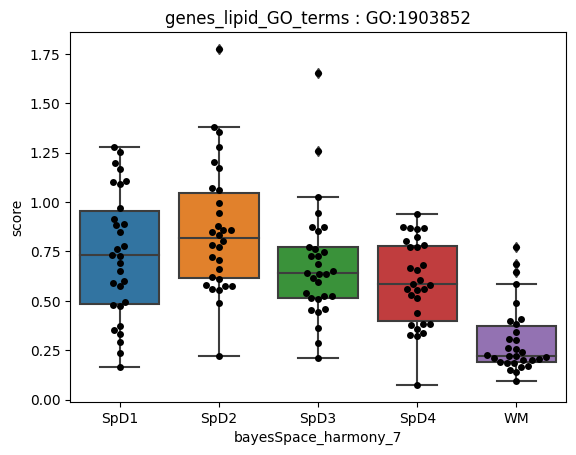 genes_lipid_GO_terms : GO:1903852
1.75
1.50
1.25
1.00
0.75
0.50
0.25
0.00
score
SpD1 SpD2 SpD3 SpD4 WM
bayesSpace_harmony_7